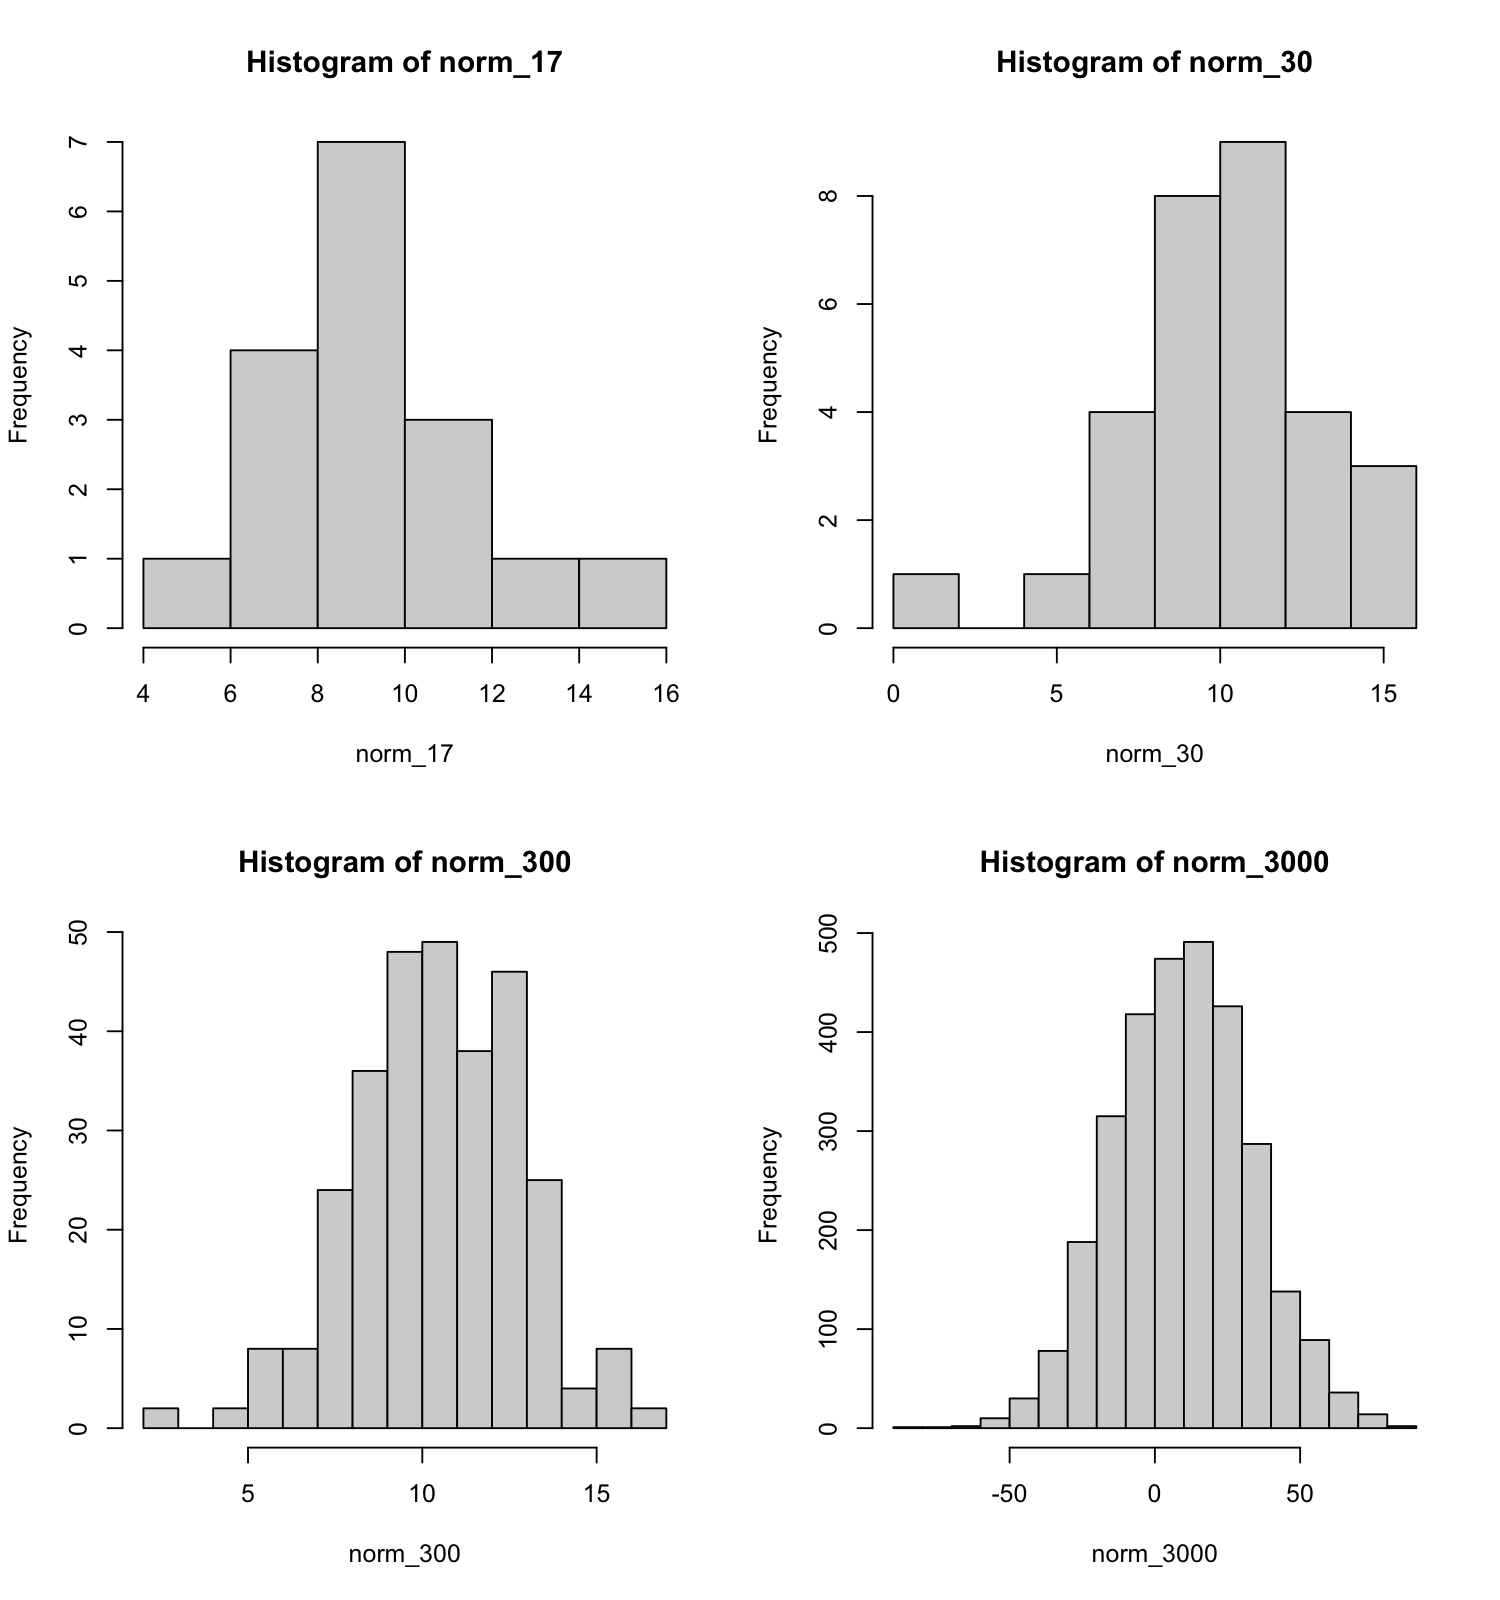 Histogram of norm_17
Frequency
7
6
5
4
3
2
1
0
4 6 8 10 12 14 16
norm_17
Histogram of norm_30
Frequency
8
6
4
2
0
0 5 10 15
norm_30
Histogram of norm_300
Frequency
50
40
30
20
10
0
5 10 15
norm_300
Histogram of norm_3000
Frequency
500
400
300
200
100
0
-50 0 50
norm_3000